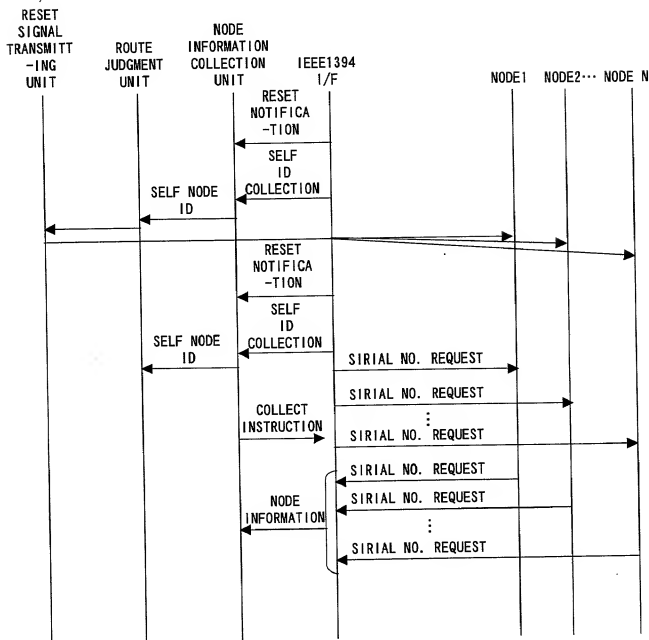 RESET
SIGNAL
TRANSMITT
-ING
UNIT
ROUTE
JUDGMENT
UNIT
NODE
INFORMATION
COLLECTION
UNIT
IEEE1394
I/F
NODE1
NODE2… NODE N
RESET
NOTIFICA
-TION
SELF
ID
COLLECTION
SELF NODE
ID
RESET
NOTIFICA
-TION
SELF
ID
COLLECTION
SELF NODE
ID
SIRIAL NO. REQUEST
SIRIAL NO. REQUEST
⋮
COLLECT
INSTRUCTION
SIRIAL NO. REQUEST
SIRIAL NO. REQUEST
SIRIAL NO. REQUEST
NODE
INFORMATION
⋮
SIRIAL NO. REQUEST